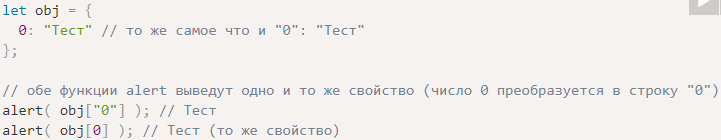 let obj = {
  0: "Тест" // то же самое что и "0": "Тест"
};

// обе функции alert выведут одно и то же свойство (число 0 преобразуется в строку "0")
alert( obj["0"] ); // Тест
alert( obj[0] ); // Тест (то же свойство)